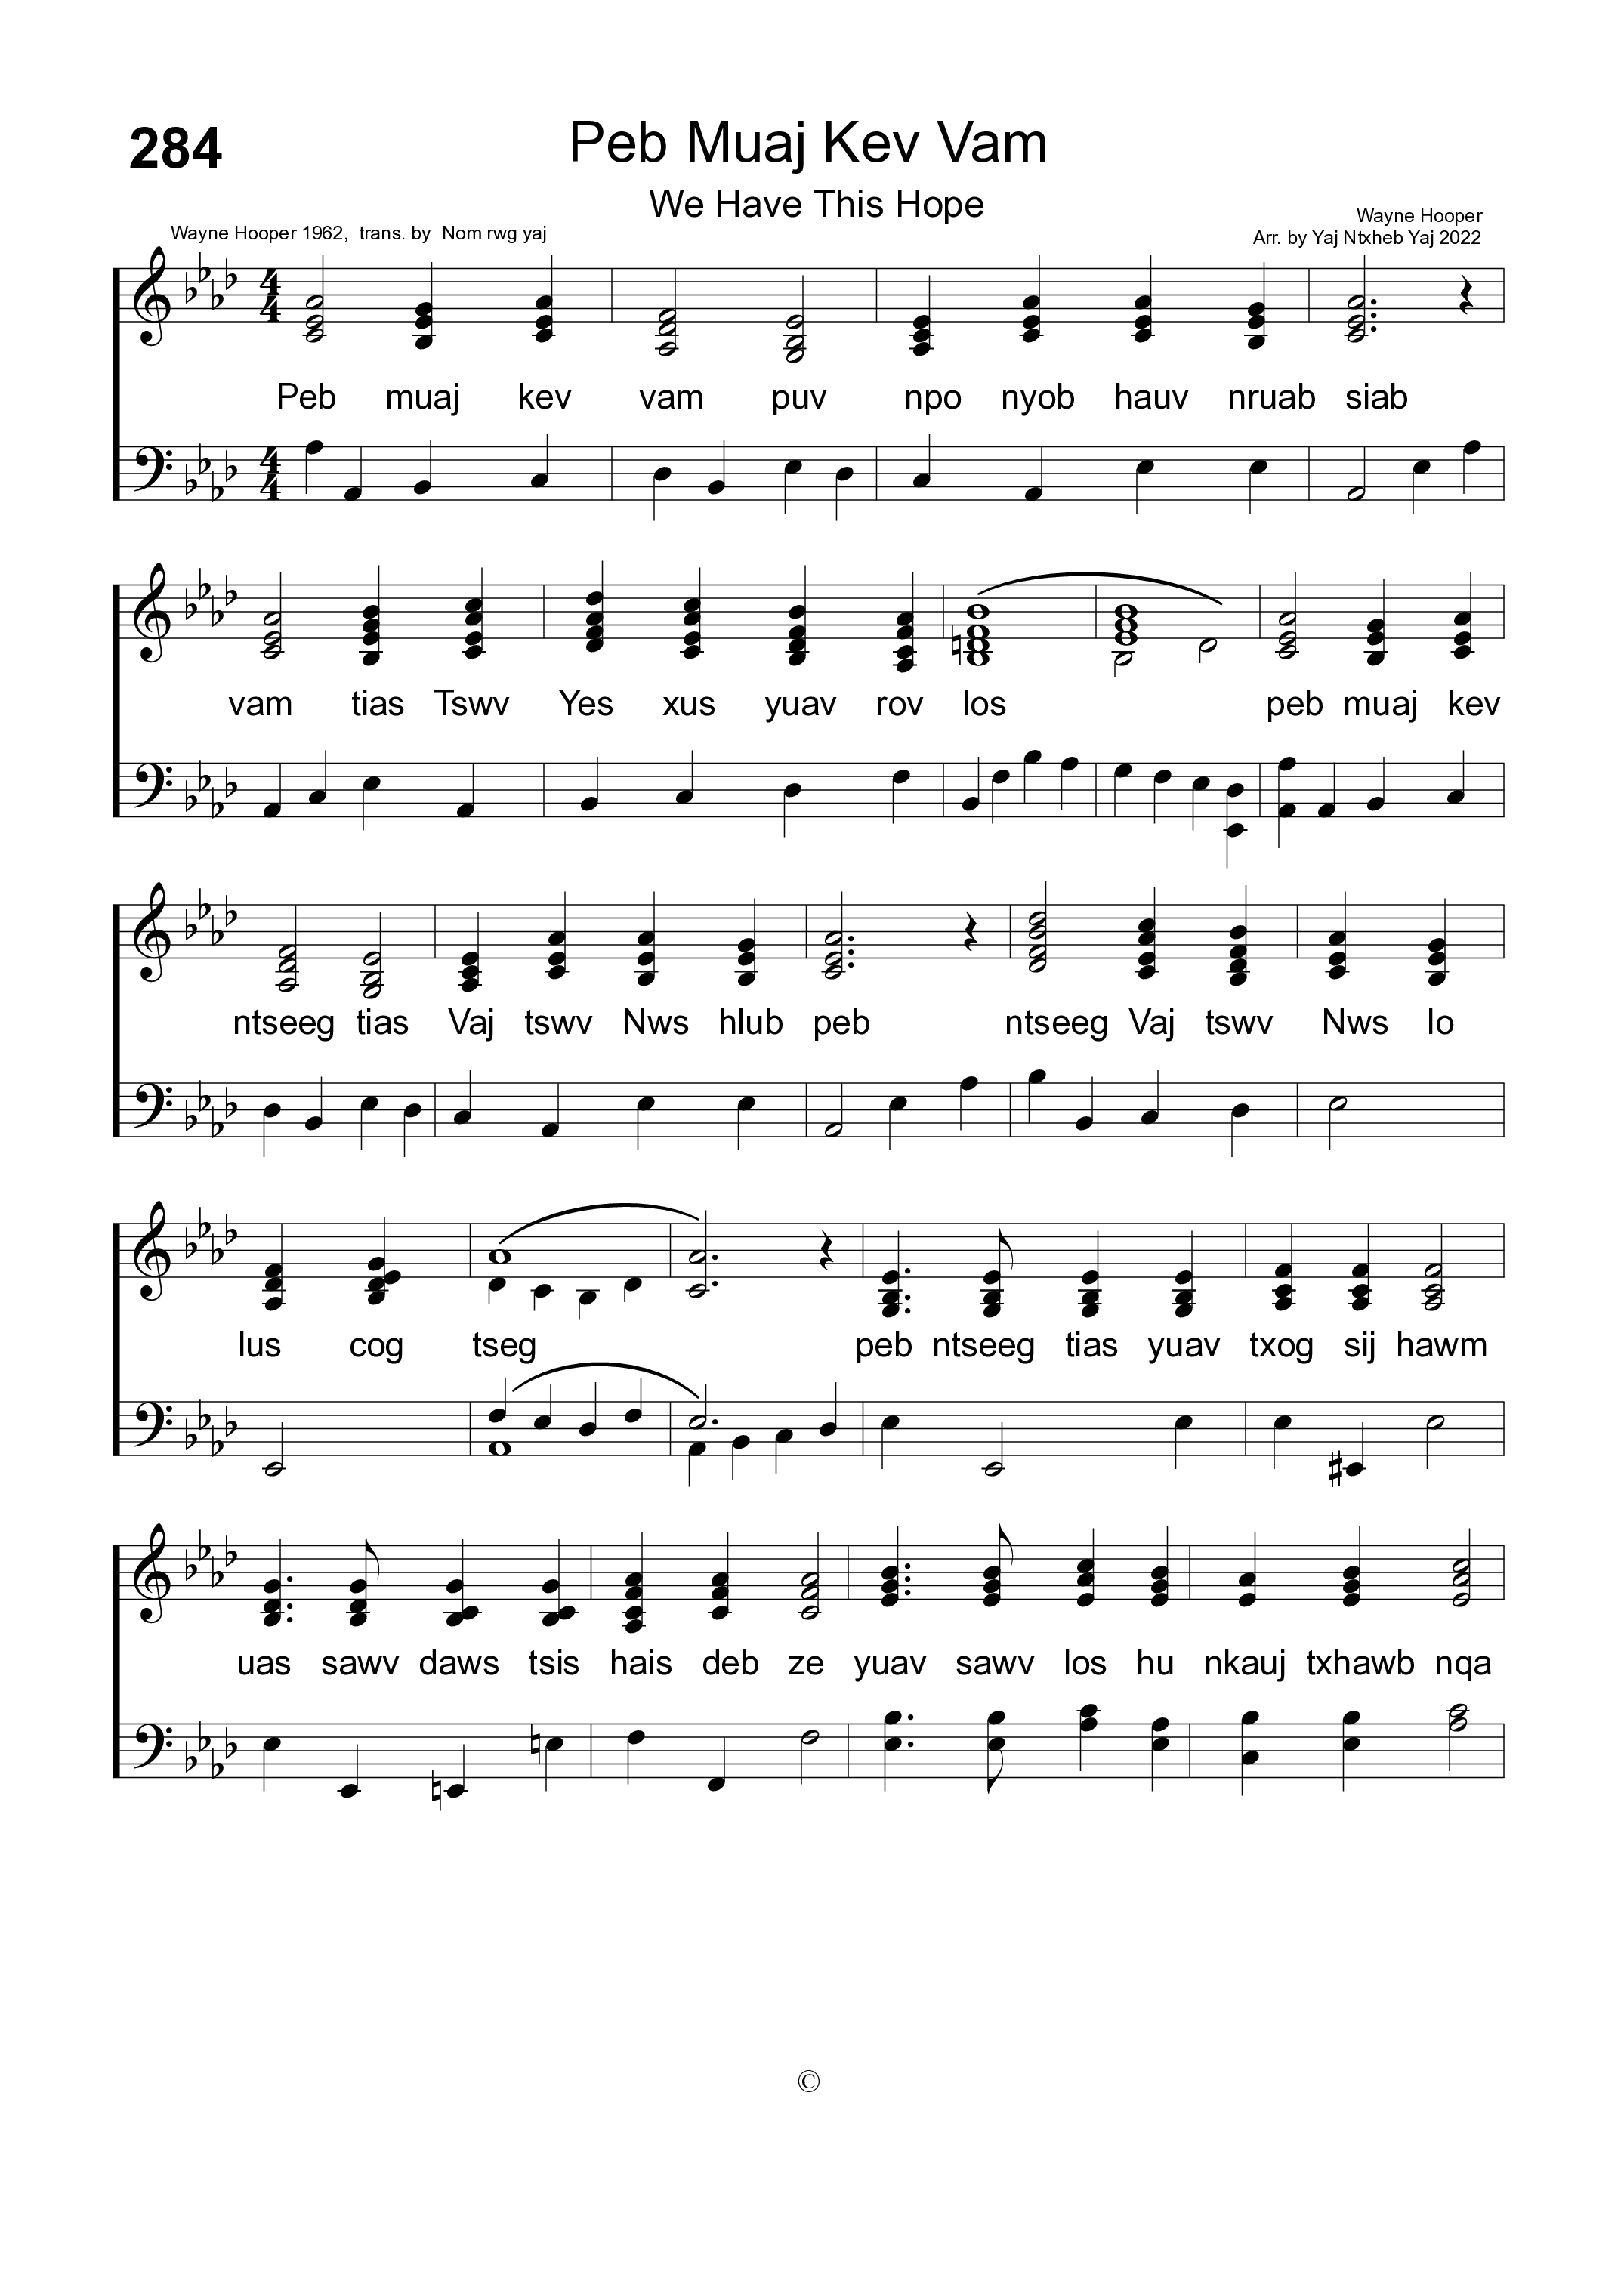 284
Peb Muaj Kev Vam
We Have This Hope
Wayne Hooper
Wayne Hooper 1962, trans. by Nom rwg yaj
Arr. by Yaj Ntxheb Yaj 2022
Peb muaj kev vam puv npo nyob hauv nruab siab
vam tias Tswv Yes xus yuav rov los peb muaj kev
ntseeg tias Vaj tswv Nws hlub peb ntseeg Vaj tswv Nws lo
lus cog tseg peb ntseeg tias yuav txog sij hawm
uas sawv daws tsis hais deb ze yuav sawv los hu nkauj txhawb nqa
©